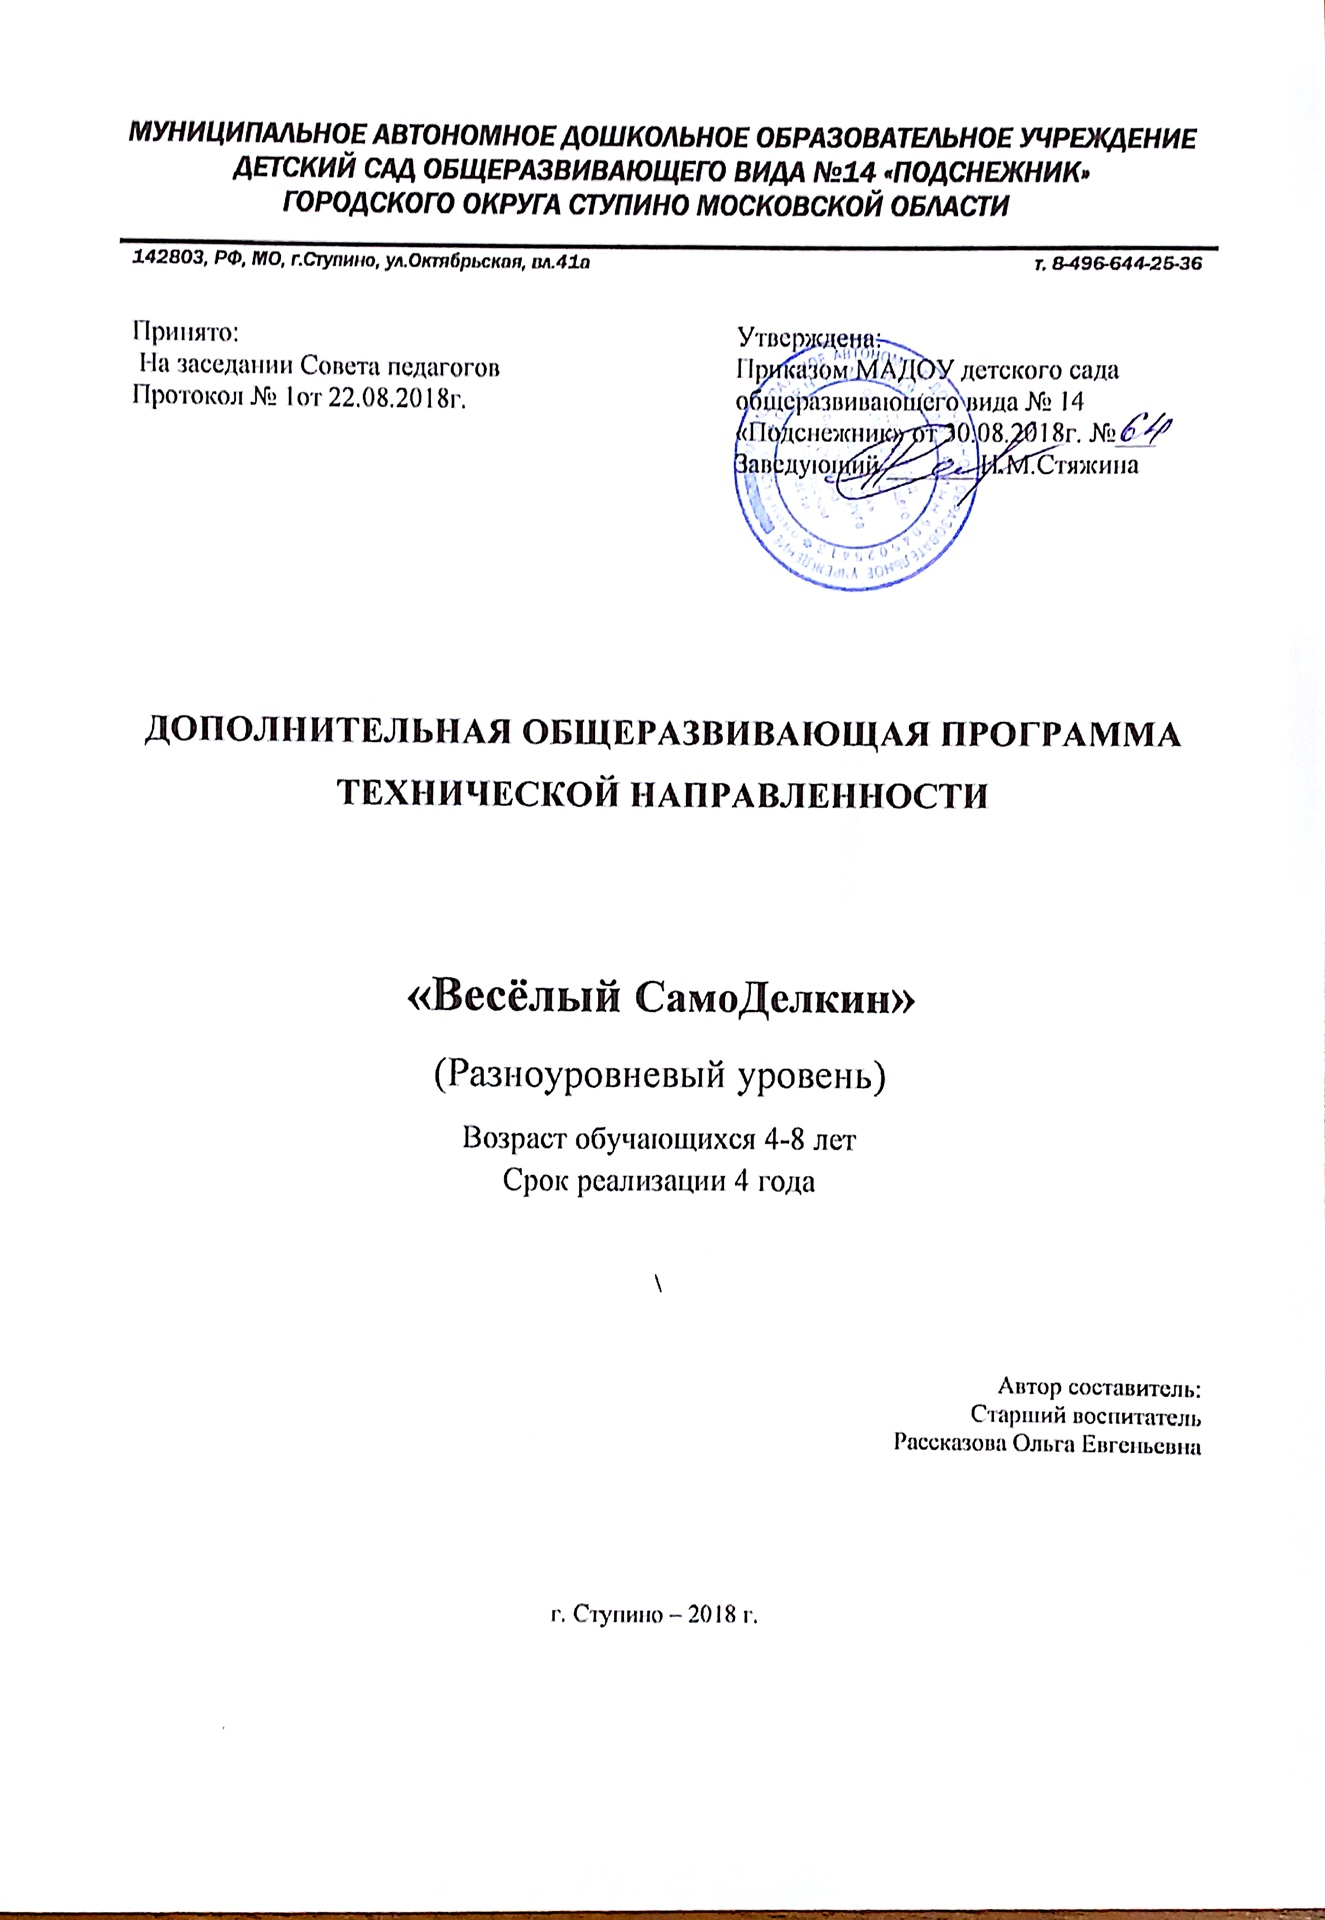 МУНИЦИПАЛЬНОЕ АВТОНОМНОЕ ДОШКОЛЬНОЕ ОБРАЗОВАТЕЛЬНОЕ УЧРЕЖДЕНИЕ
ДЕТСКИЙ САД ОБЩЕРАЗВИВАЮЩЕГО ВИДА №14 «ПОДСНЕЖНИК»
ГОРОДСКОГО ОКРУГА СТУПИНО МОСКОВСКОЙ ОБЛАСТИ
142803, РФ, МО, г.Ступино, ул.Октябрьская, вл.41а
т. 8-496-644-25-36
Принято:
На заседании Совета педагогов
Протокол № 1от 22.08.2018г.
Утверждена:
Приказом МАДОУ детского сада
общеразвивающего вида № 14
«Подснежник» от 30.08.2018г. №
Заведующий И.М.Стяжина
ДОПОЛНИТЕЛЬНАЯ ОБЩЕРАЗВИВАЮЩАЯ ПРОГРАММА
ТЕХНИЧЕСКОЙ НАПРАВЛЕННОСТИ
«Весёлый СамоДелкин»
(Разноуровневый уровень)
Возраст обучающихся 4-8 лет
Срок реализации 4 года
\
Автор составитель:
Старший воспитатель
Рассказова Ольга Евгеньевна
г. Ступино – 2018 г.